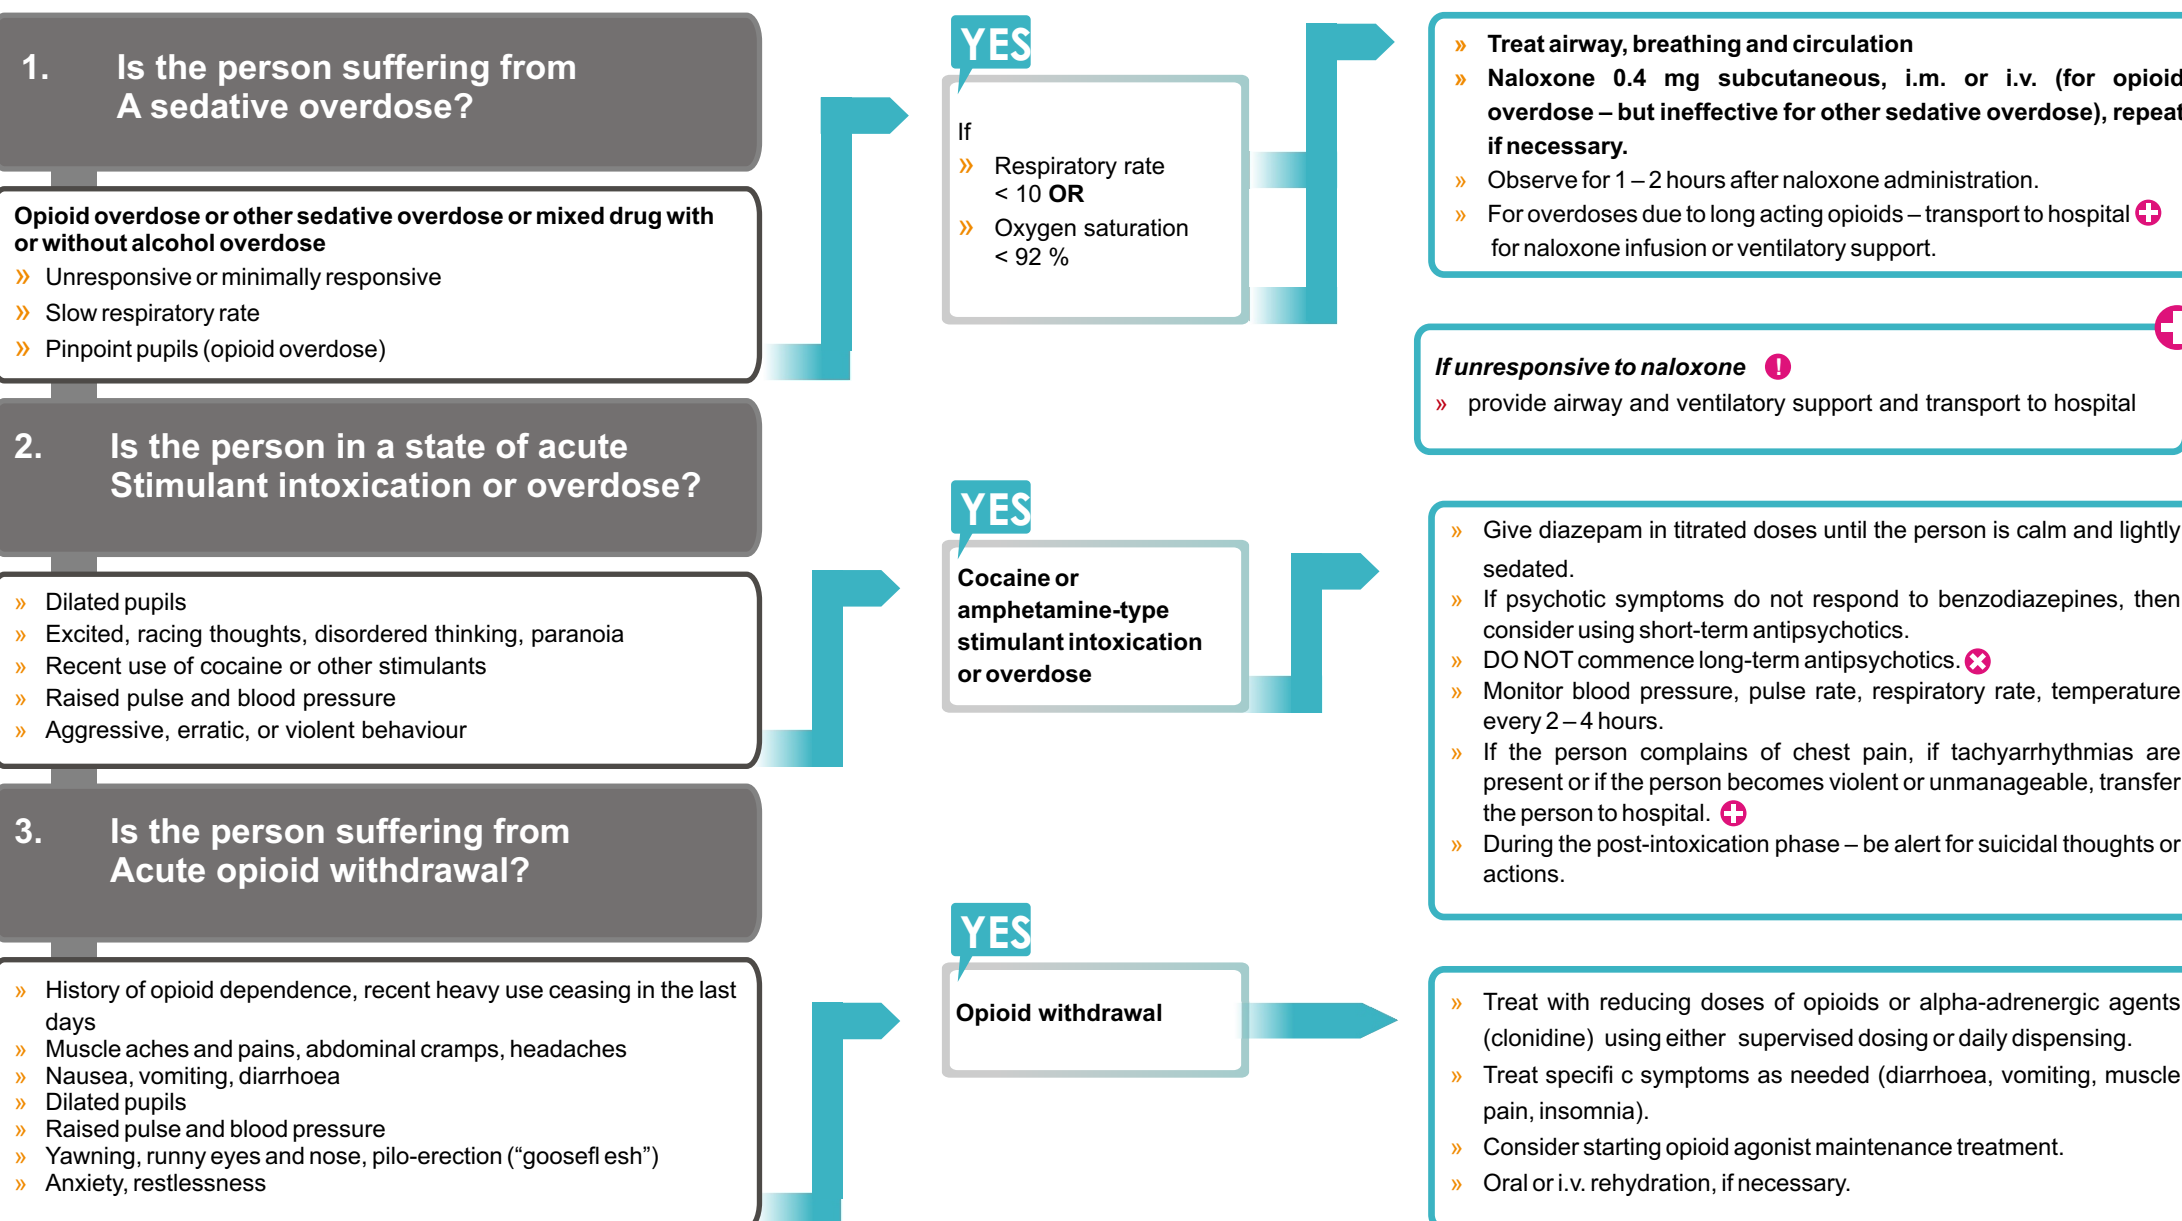 1. Is the person suffering from
A sedative overdose?
Opioid overdose or other sedative overdose or mixed drug with
or without alcohol overdose
» Unresponsive or minimally responsive
» Slow respiratory rate
» Pinpoint pupils (opioid overdose)
YES
If
» Respiratory rate
< 10 OR
» Oxygen saturation
< 92 %
» Treat airway, breathing and circulation
» Naloxone 0.4 mg subcutaneous, i.m. or i.v. (for opioid
overdose – but ineffective for other sedative overdose), repeat
if necessary.
» Observe for 1 – 2 hours after naloxone administration.
» For overdoses due to long acting opioids – transport to hospital
for naloxone infusion or ventilatory support.
If unresponsive to naloxone !
» provide airway and ventilatory support and transport to hospital
2. Is the person in a state of acute
Stimulant intoxication or overdose?
» Dilated pupils
» Excited, racing thoughts, disordered thinking, paranoia
» Recent use of cocaine or other stimulants
» Raised pulse and blood pressure
» Aggressive, erratic, or violent behaviour
YES
Cocaine or
amphetamine-type
stimulant intoxication
or overdose
» Give diazepam in titrated doses until the person is calm and lightly
sedated.
» If psychotic symptoms do not respond to benzodiazepines, then
consider using short-term antipsychotics.
» DO NOT commence long-term antipsychotics.
» Monitor blood pressure, pulse rate, respiratory rate, temperature
every 2 – 4 hours.
» If the person complains of chest pain, if tachyarrhythmias are
present or if the person becomes violent or unmanageable, transfer
the person to hospital.
» During the post-intoxication phase – be alert for suicidal thoughts or
actions.
3. Is the person suffering from
Acute opioid withdrawal?
» History of opioid dependence, recent heavy use ceasing in the last
days
» Muscle aches and pains, abdominal cramps, headaches
» Nausea, vomiting, diarrhoea
» Dilated pupils
» Raised pulse and blood pressure
» Yawning, runny eyes and nose, pilo-erection (“goosefl esh”)
» Anxiety, restlessness
YES
Opioid withdrawal
» Treat with reducing doses of opioids or alpha-adrenergic agents
(clonidine) using either supervised dosing or daily dispensing.
» Treat specifi c symptoms as needed (diarrhoea, vomiting, muscle
pain, insomnia).
» Consider starting opioid agonist maintenance treatment.
» Oral or i.v. rehydration, if necessary.